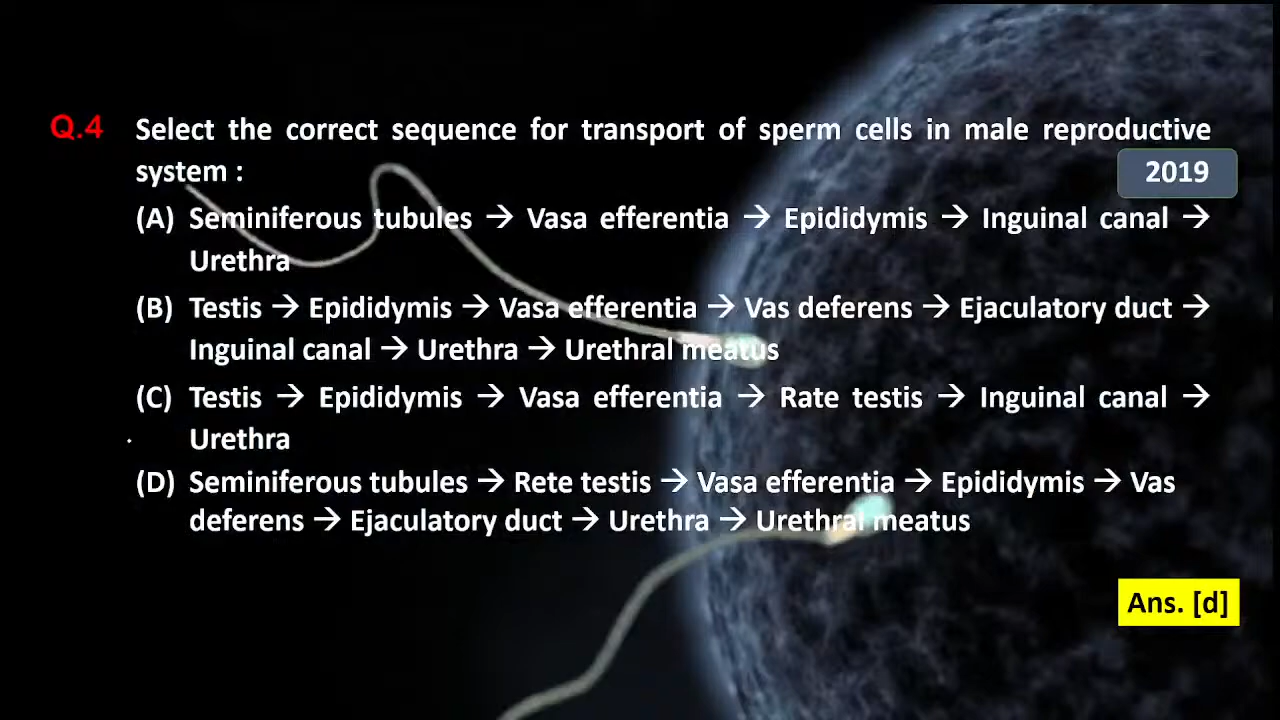 Q.4 Select the correct sequence for transport of sperm cells in male reproductive
system :
2019
(A) Seminiferous tubules → Vasa efferentia → Epididymis → Inguinal canal →
Urethra
(B) Testis → Epididymis → Vasa efferentia → Vas deferens → Ejaculatory duct →
Inguinal canal → Urethra → Urethral meatus
(C) Testis → Epididymis → Vasa efferentia → Rate testis → Inguinal canal →
Urethra
(D) Seminiferous tubules → Rete testis → Vasa efferentia → Epididymis → Vas
deferens → Ejaculatory duct → Urethra → Urethral meatus
Ans. [d]